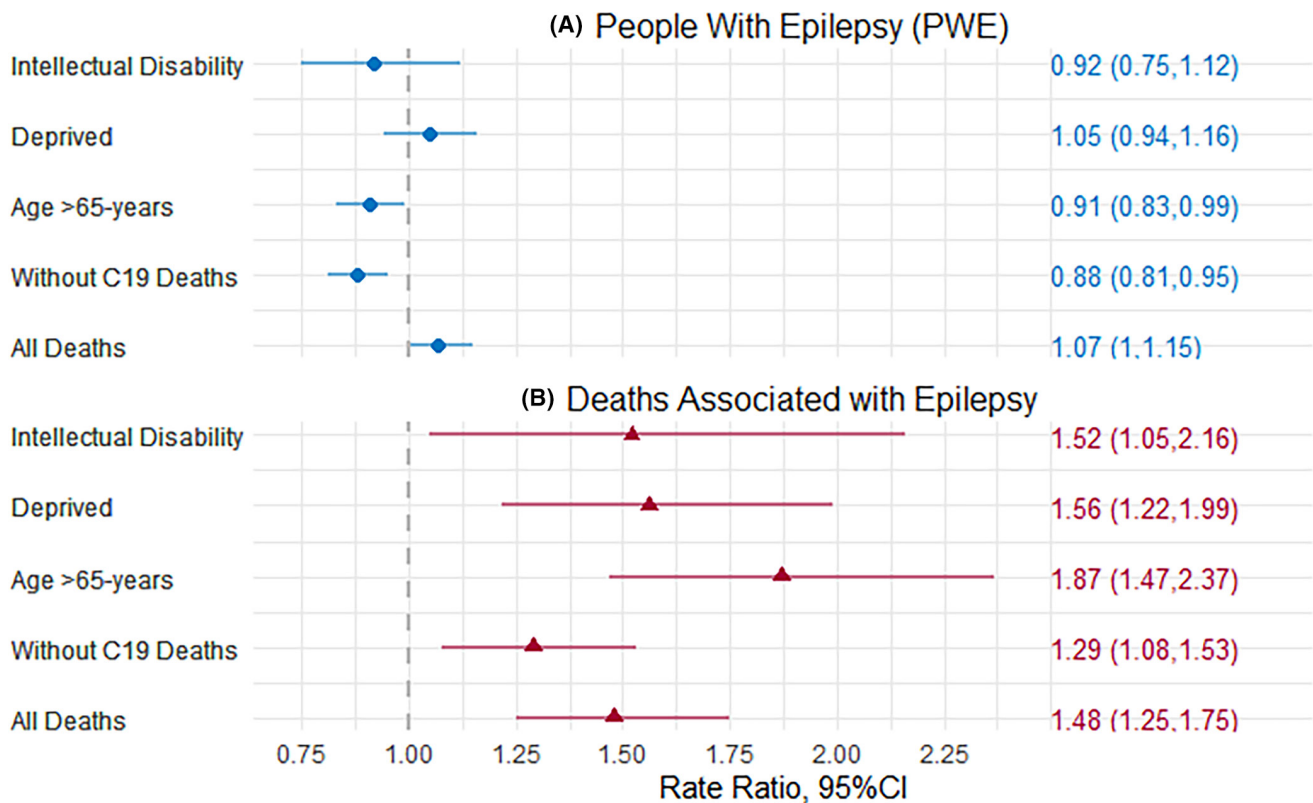 (A) People With Epilepsy (PWE)
Intellectual Disability 0.92 (0.75,1.12)
Deprived 1.05 (0.94,1.16)
Age >65-years 0.91 (0.83,0.99)
Without C19 Deaths 0.88 (0.81,0.95)
All Deaths 1.07 (1,1.15)
(B) Deaths Associated with Epilepsy
Intellectual Disability 1.52 (1.05,2.16)
Deprived 1.56 (1.22,1.99)
Age >65-years 1.87 (1.47,2.37)
Without C19 Deaths 1.29 (1.08,1.53)
All Deaths 1.48 (1.25,1.75)
0.75 1.00 1.25 1.50 1.75 2.00 2.25
Rate Ratio, 95%CI